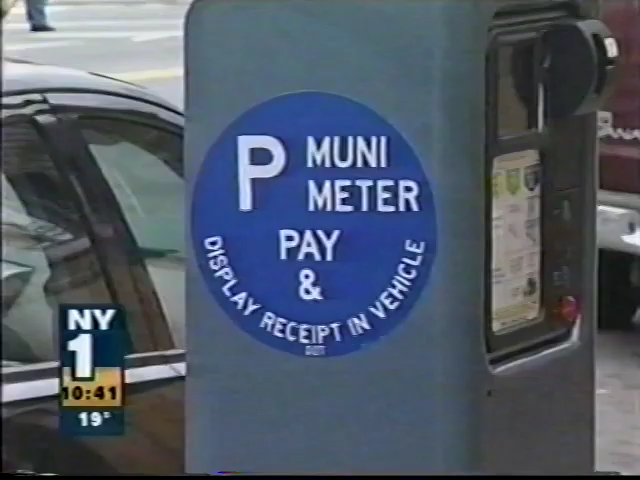 P MUNI
METER
PAY
&
DISPLAY RECEIPT IN VEHICLE
DOT
NY
1
10:41
19°